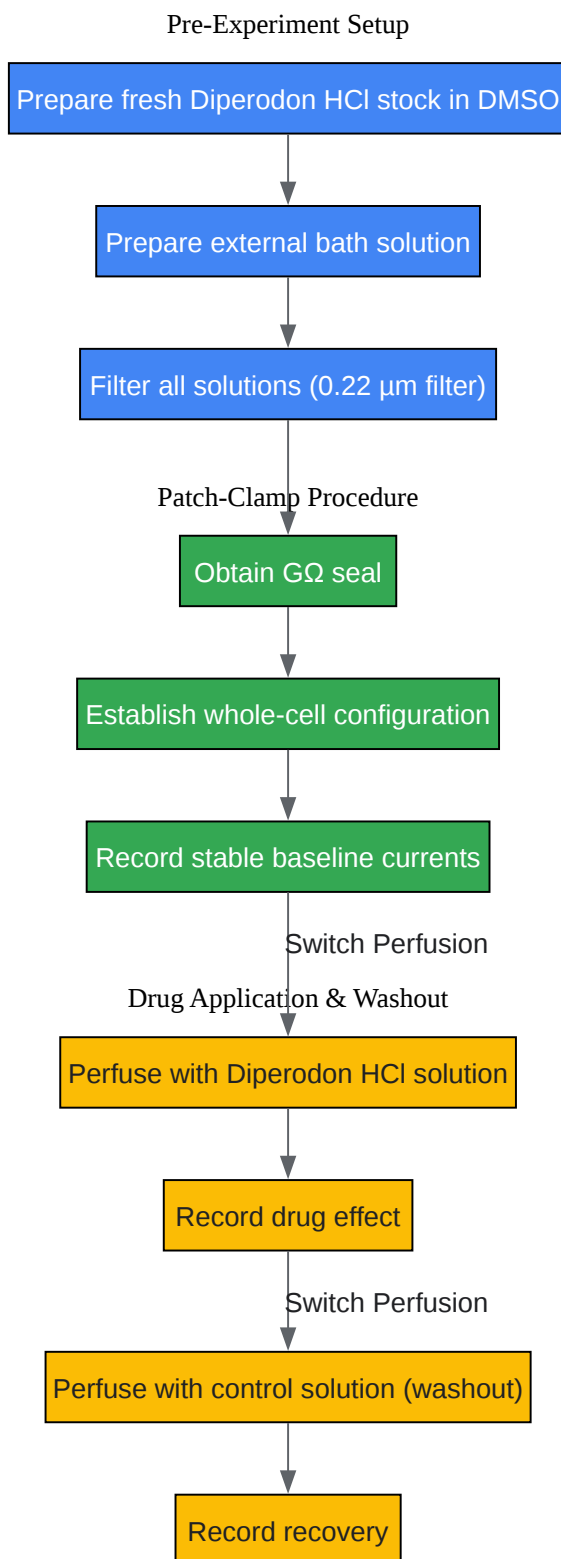 Pre-Experiment Setup
Prepare fresh Diperodon HCl stock in DMSO
Prepare external bath solution
Filter all solutions (0.22 µm filter)
Patch-Clamp Procedure
Obtain GΩ seal
Establish whole-cell configuration
Record stable baseline currents
Switch Perfusion
Drug Application & Washout
Perfuse with Diperodon HCl solution
Record drug effect
Switch Perfusion
Perfuse with control solution (washout)
Record recovery